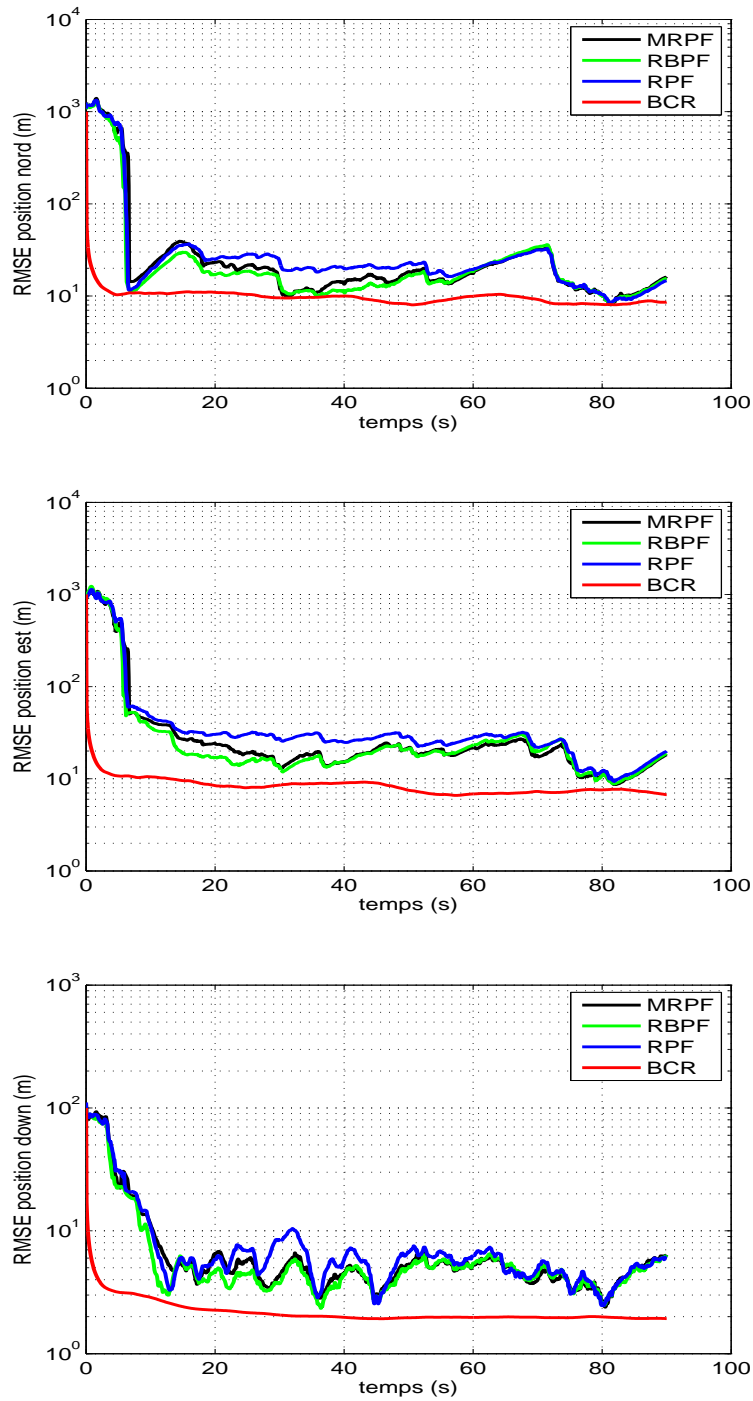 10^4
10^3
10^2
10^1
10^0
RMSE position nord (m)
MRPF
RBPF
RPF
BCR
0
20
40
60
80
100
temps (s)
10^4
10^3
10^2
10^1
10^0
RMSE position est (m)
MRPF
RBPF
RPF
BCR
0
20
40
60
80
100
temps (s)
10^3
10^2
10^1
10^0
RMSE position down (m)
MRPF
RBPF
RPF
BCR
0
20
40
60
80
100
temps (s)